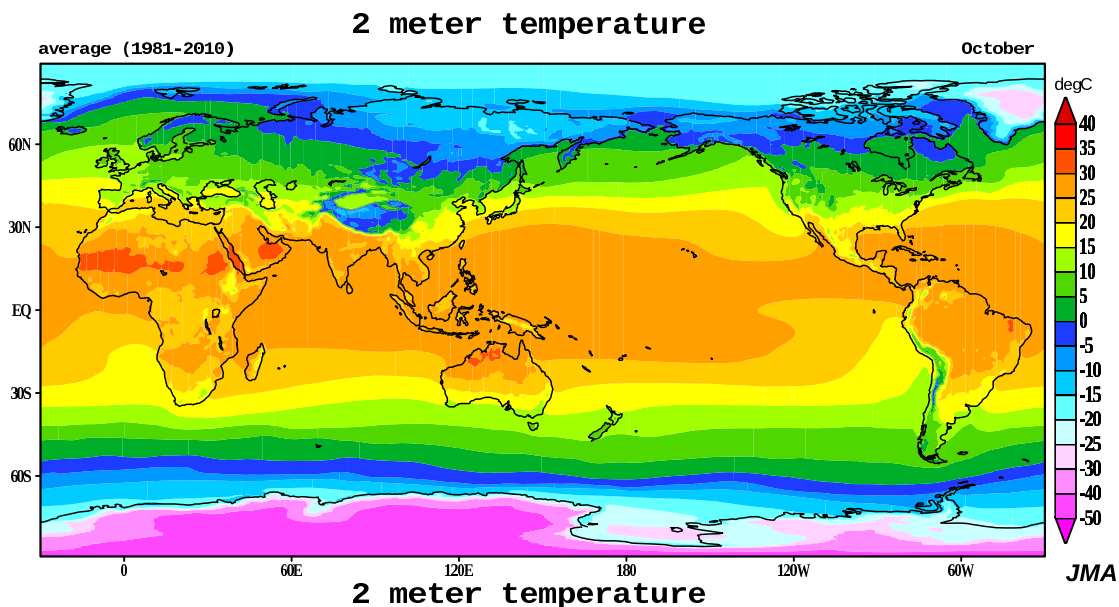 2 meter temperature
average (1981-2010) October
degC
40
35
30
25
20
15
10
5
0
-5
-10
-15
-20
-25
-30
-40
-50
60N
30N
EQ
30S
60S
0 60E 120E 180 120W 60W
JMA
2 meter temperature